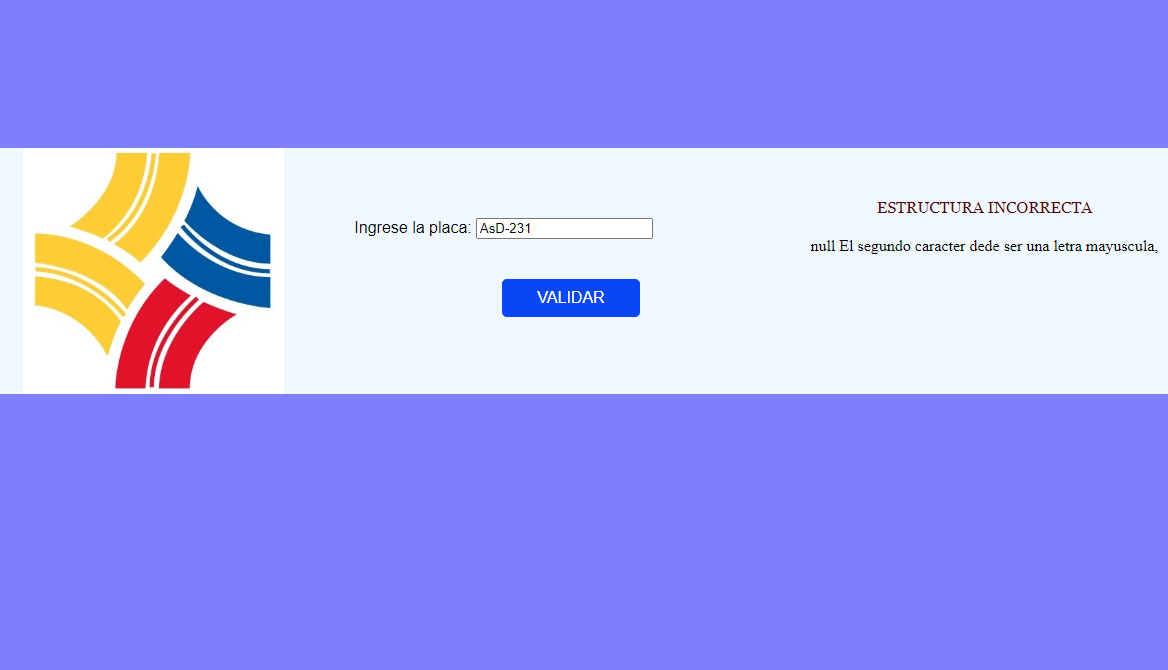 Ingrese la placa: AsD-231
VALIDAR
ESTRUCTURA INCORRECTA
null El segundo caracter dede ser una letra mayuscula,